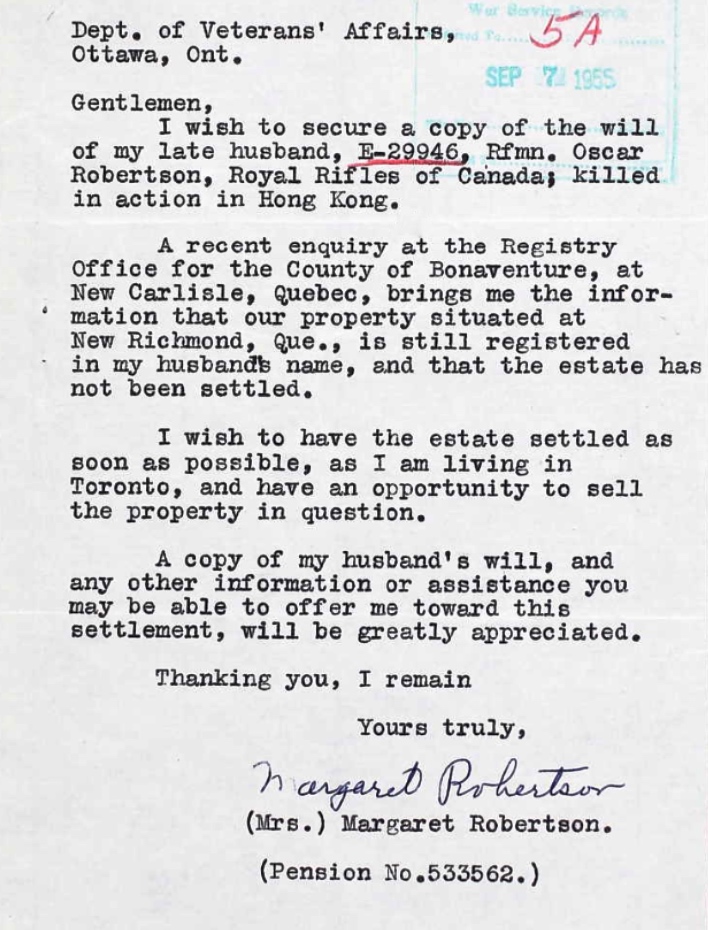 War Service Records
5A
SEP 7 1955
Dept. of Veterans' Affairs,
Ottawa, Ont.
Gentlemen,
I wish to secure a copy of the will
of my late husband, E-29946, Rfmn. Oscar
Robertson, Royal Rifles of Canada; killed
in action in Hong Kong.
A recent enquiry at the Registry
Office for the County of Bonaventure, at
New Carlisle, Quebec, brings me the infor-
mation that our property situated at
New Richmond, Que., is still registered
in my husband's name, and that the estate has
not been settled.
I wish to have the estate settled as
soon as possible, as I am living in
Toronto, and have an opportunity to sell
the property in question.
A copy of my husband's will, and
any other information or assistance you
may be able to offer me toward this
settlement, will be greatly appreciated.
Thanking you, I remain
Yours truly,
Margaret Robertson
(Mrs.) Margaret Robertson.
(Pension No.533562.)